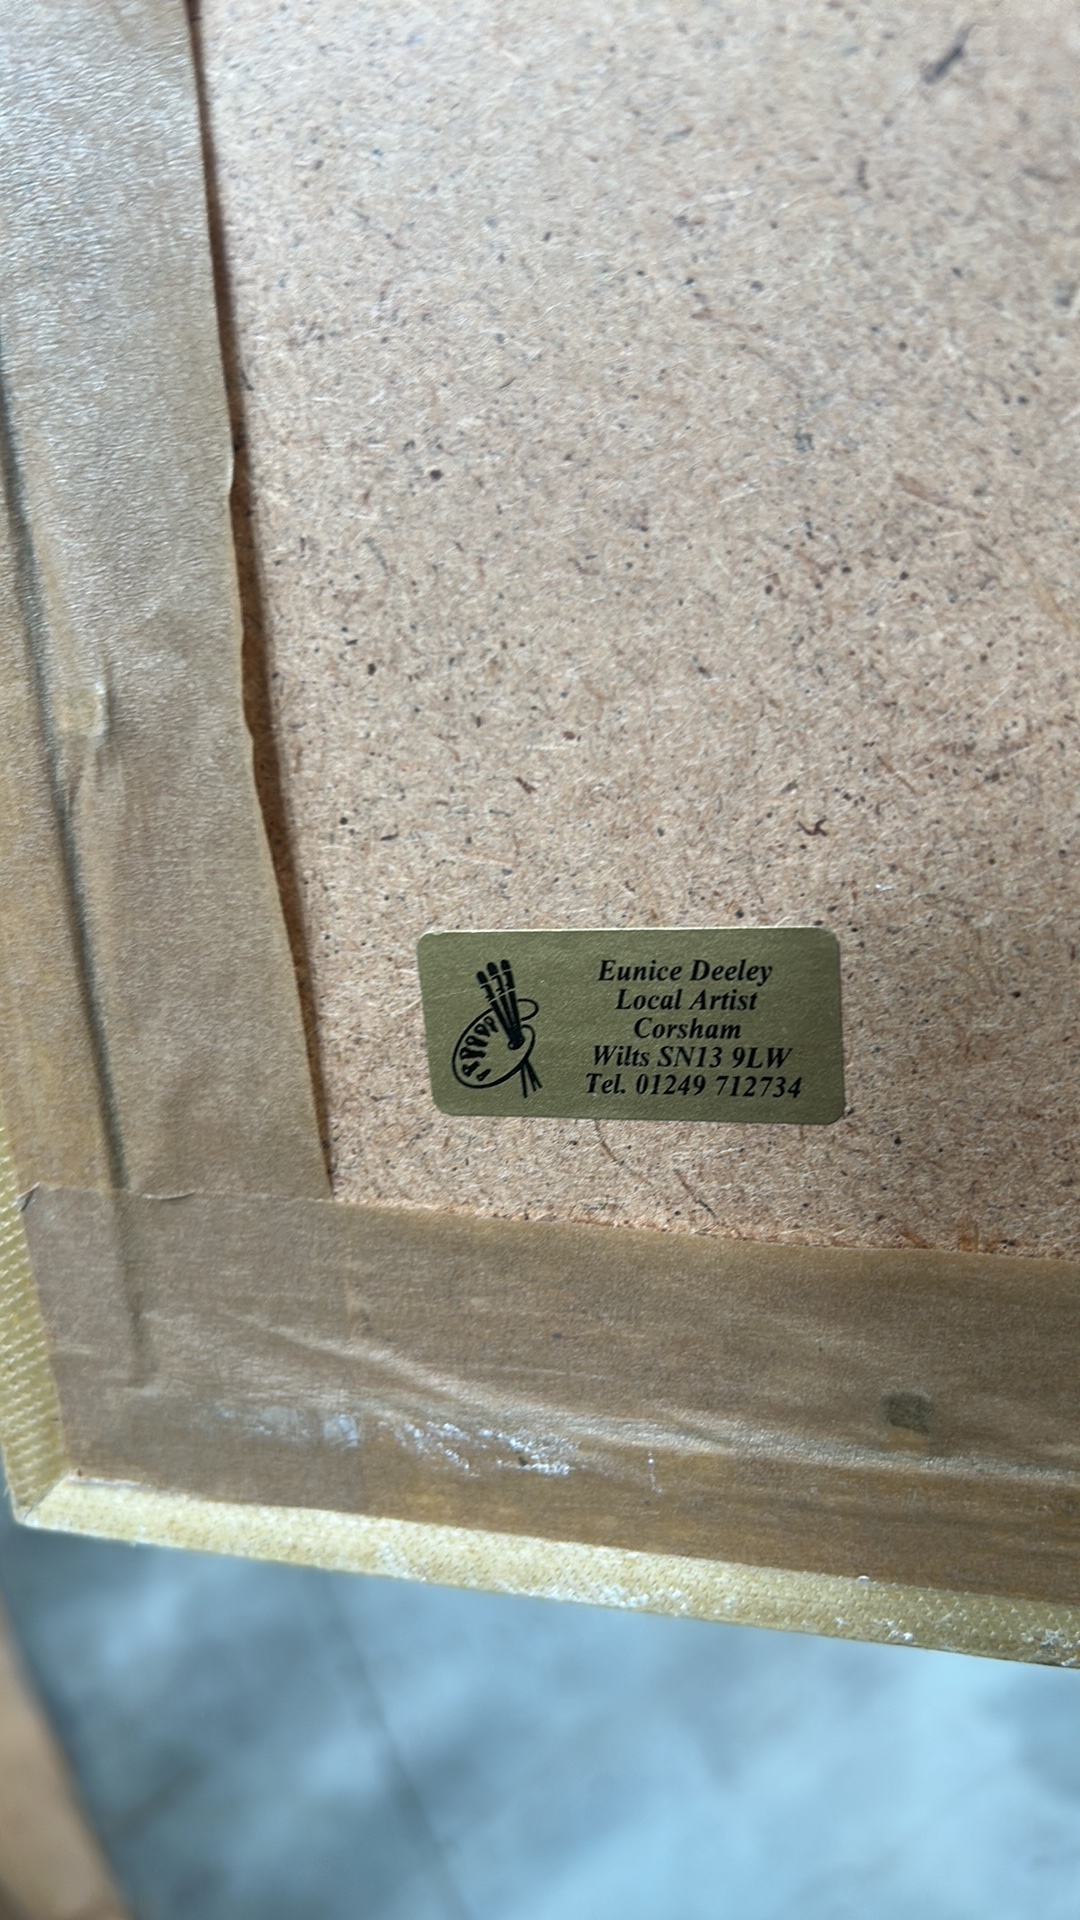 Eunice Deeley
Local Artist
Corsham
Wilts SN13 9LW
Tel. 01249 712734